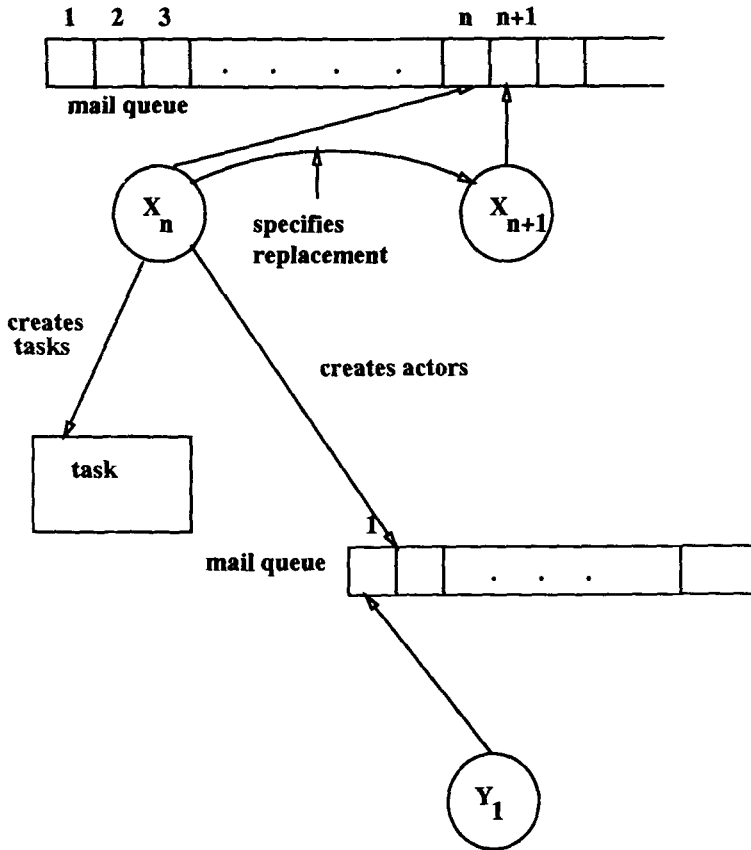 1 2 3 n n+1
mail queue
X_n
X_{n+1}
specifies
replacement
creates
tasks
creates actors
task
1
mail queue
Y_1